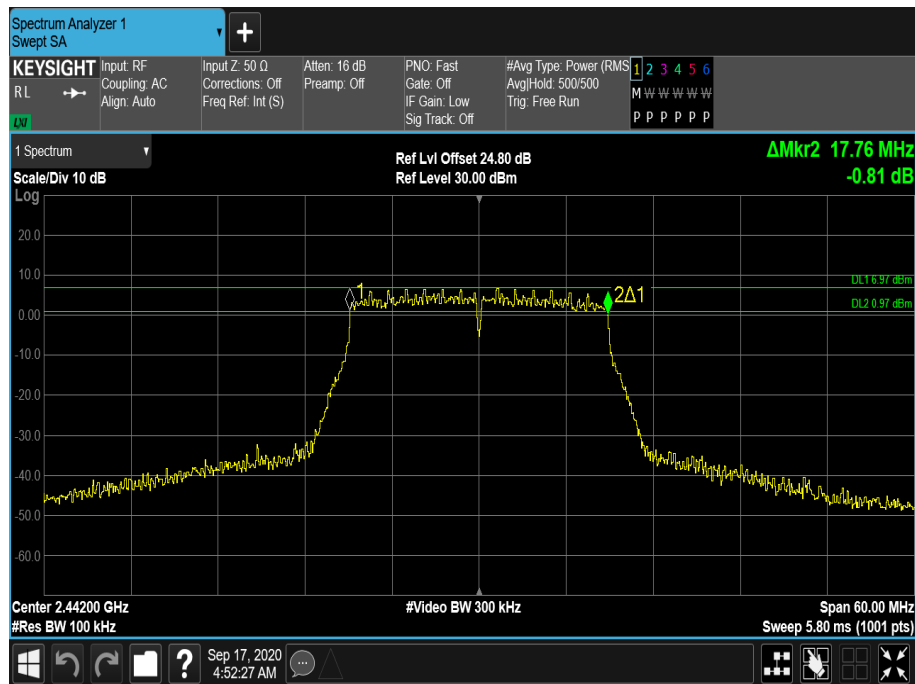 Spectrum Analyzer 1
Swept SA
+
KEYSIGHT
RL
LXI
Input: RF
Coupling: AC
Align: Auto
Input Z: 50 Ω
Corrections: Off
Freq Ref: Int (S)
Atten: 16 dB
Preamp: Off
PNO: Fast
Gate: Off
IF Gain: Low
Sig Track: Off
#Avg Type: Power (RMS
Avg|Hold: 500/500
Trig: Free Run
1 2 3 4 5 6
M W W W W W
P P P P P P
1 Spectrum
Scale/Div 10 dB
Log
Ref Lvl Offset 24.80 dB
Ref Level 30.00 dBm
ΔMkr2 17.76 MHz
-0.81 dB
20.0
10.0
0.00
-10.0
-20.0
-30.0
-40.0
-50.0
-60.0
1
2Δ1
DL1 6.97 dBm
DL2 0.97 dBm
Center 2.44200 GHz
#Res BW 100 kHz
#Video BW 300 kHz
Span 60.00 MHz
Sweep 5.80 ms (1001 pts)
?
Sep 17, 2020
4:52:27 AM